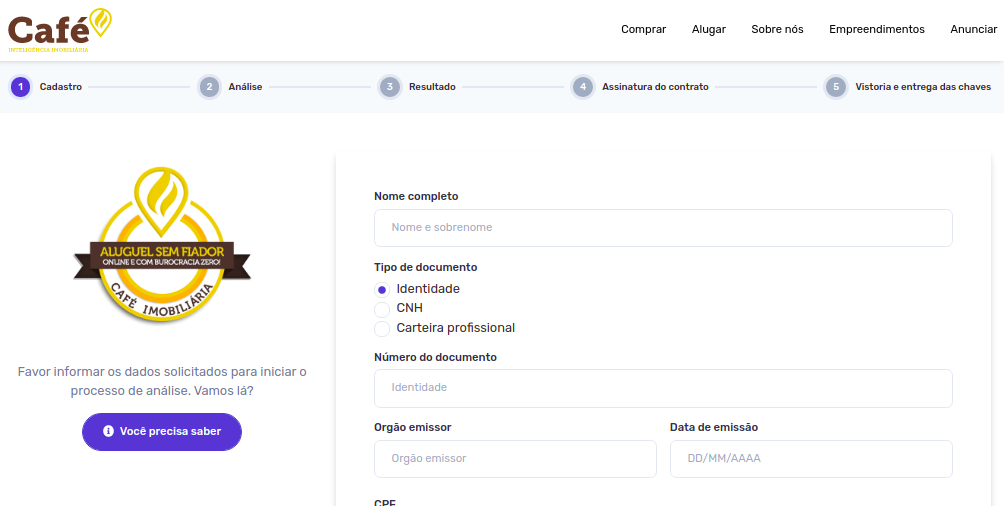 Café
INTELIGÊNCIA IMOBILIÁRIA
Comprar Alugar Sobre nós Empreendimentos Anunciar
1 Cadastro 2 Análise 3 Resultado 4 Assinatura do contrato 5 Vistoria e entrega das chaves
ALUGUEL SEM FIADOR
ONLINE E COM BUROCRACIA ZERO!
CAFÉ IMOBILIÁRIA
Favor informar os dados solicitados para iniciar o
processo de análise. Vamos lá?
Você precisa saber
Nome completo
Nome e sobrenome
Tipo de documento
Identidade
CNH
Carteira profissional
Número do documento
Identidade
Orgão emissor Data de emissão
Orgão emissor DD/MM/AAAA
CPF